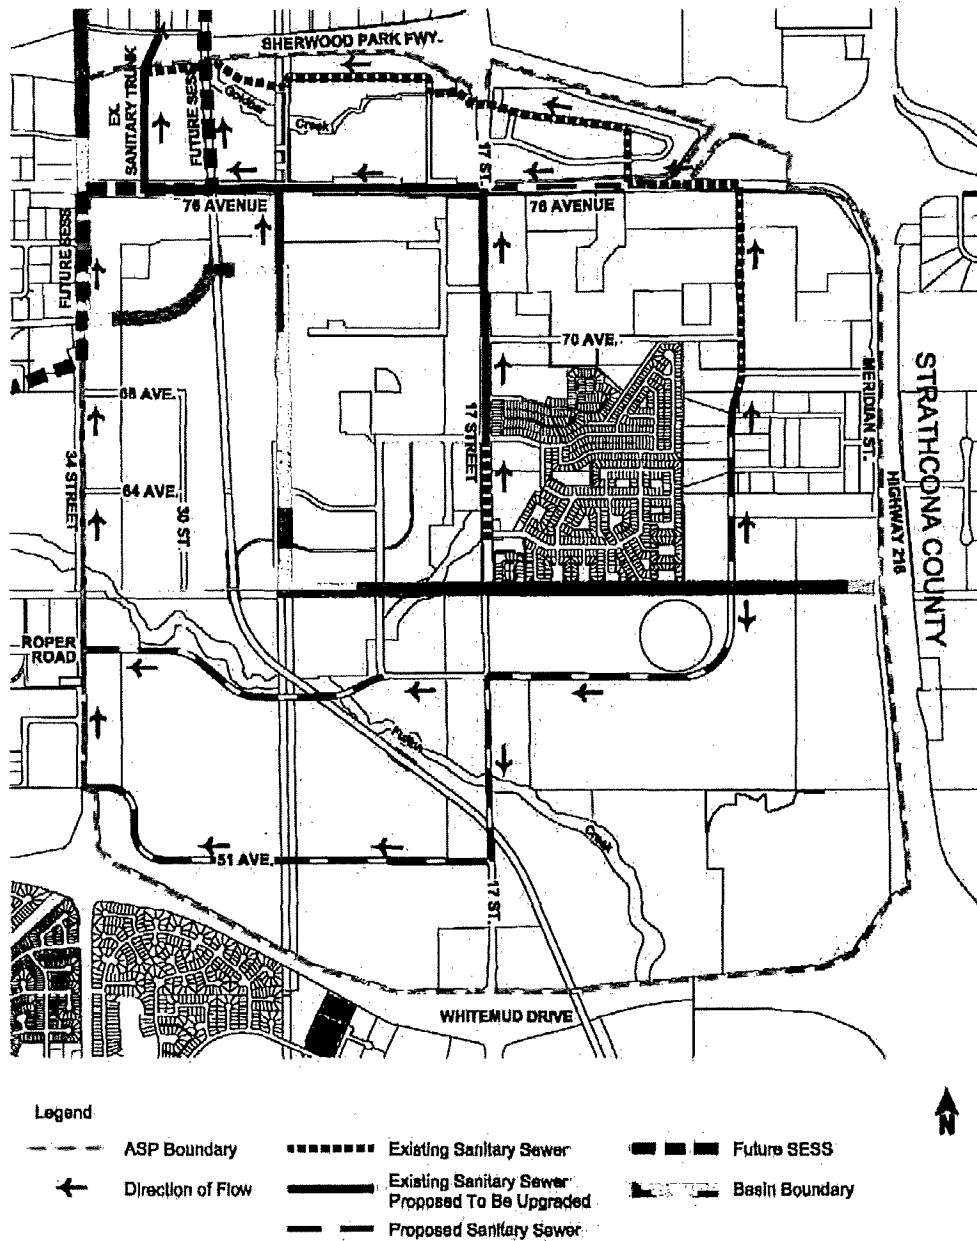 SHERWOOD PARK FWY.
EX.
SANITARY TRUNK
FUTURE SESS
Goldbar
Creek
17 ST.
76 AVENUE
76 AVENUE
FUTURE SESS
A
70 AVE.
68 AVE.
17 STREET
MERIDIAN ST.
STRATHCONA COUNTY
HIGHWAY 216
34 STREET
64 AVE.
30 ST.
ROPER
ROAD
Fulton
Creek
51 AVE.
17 ST.
WHITEMUD DRIVE
N
Legend
ASP Boundary
Existing Sanitary Sewer
Future SESS
Direction of Flow
Existing Sanitary Sewer
Proposed To Be Upgraded
Basin Boundary
Proposed Sanitary Sewer